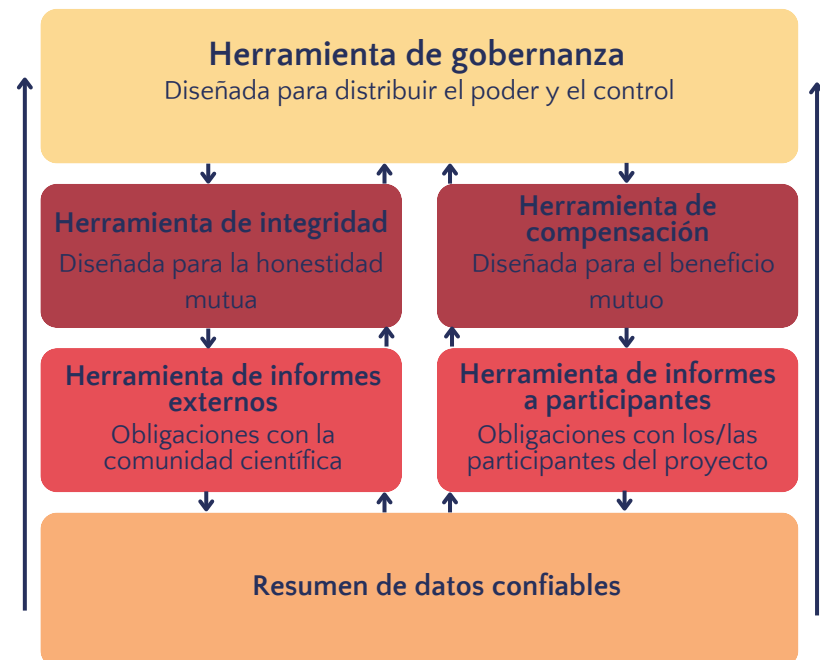 Herramienta de gobernanza
Diseñada para distribuir el poder y el control
Herramienta de integridad
Diseñada para la honestidad
mutua
Herramienta de
compensación
Diseñada para el beneficio
mutuo
Herramienta de informes
externos
Obligaciones con la
comunidad científica
Herramienta de informes
a participantes
Obligaciones con los/las
participantes del proyecto
Resumen de datos confiables